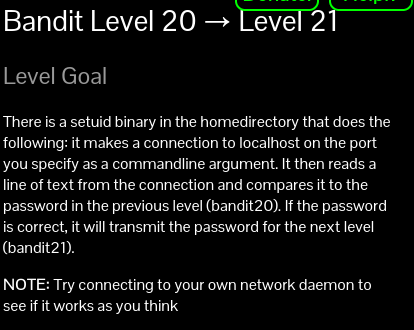 Donate!
Help!?
Bandit Level 20 → Level 21
Level Goal
There is a setuid binary in the homedirectory that does the
following: it makes a connection to localhost on the port
you specify as a commandline argument. It then reads a
line of text from the connection and compares it to the
password in the previous level (bandit20). If the password
is correct, it will transmit the password for the next level
(bandit21).
NOTE: Try connecting to your own network daemon to
see if it works as you think